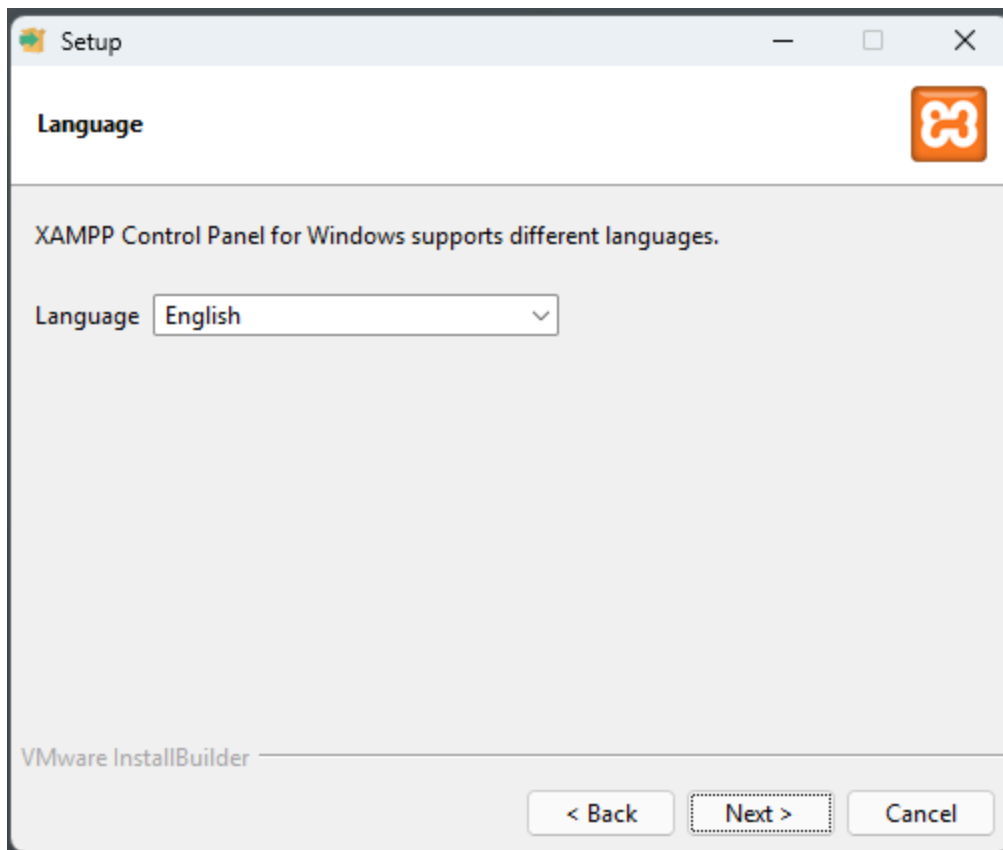 Setup
Language
XAMPP Control Panel for Windows supports different languages.
Language English
VMware InstallBuilder
< Back Next > Cancel